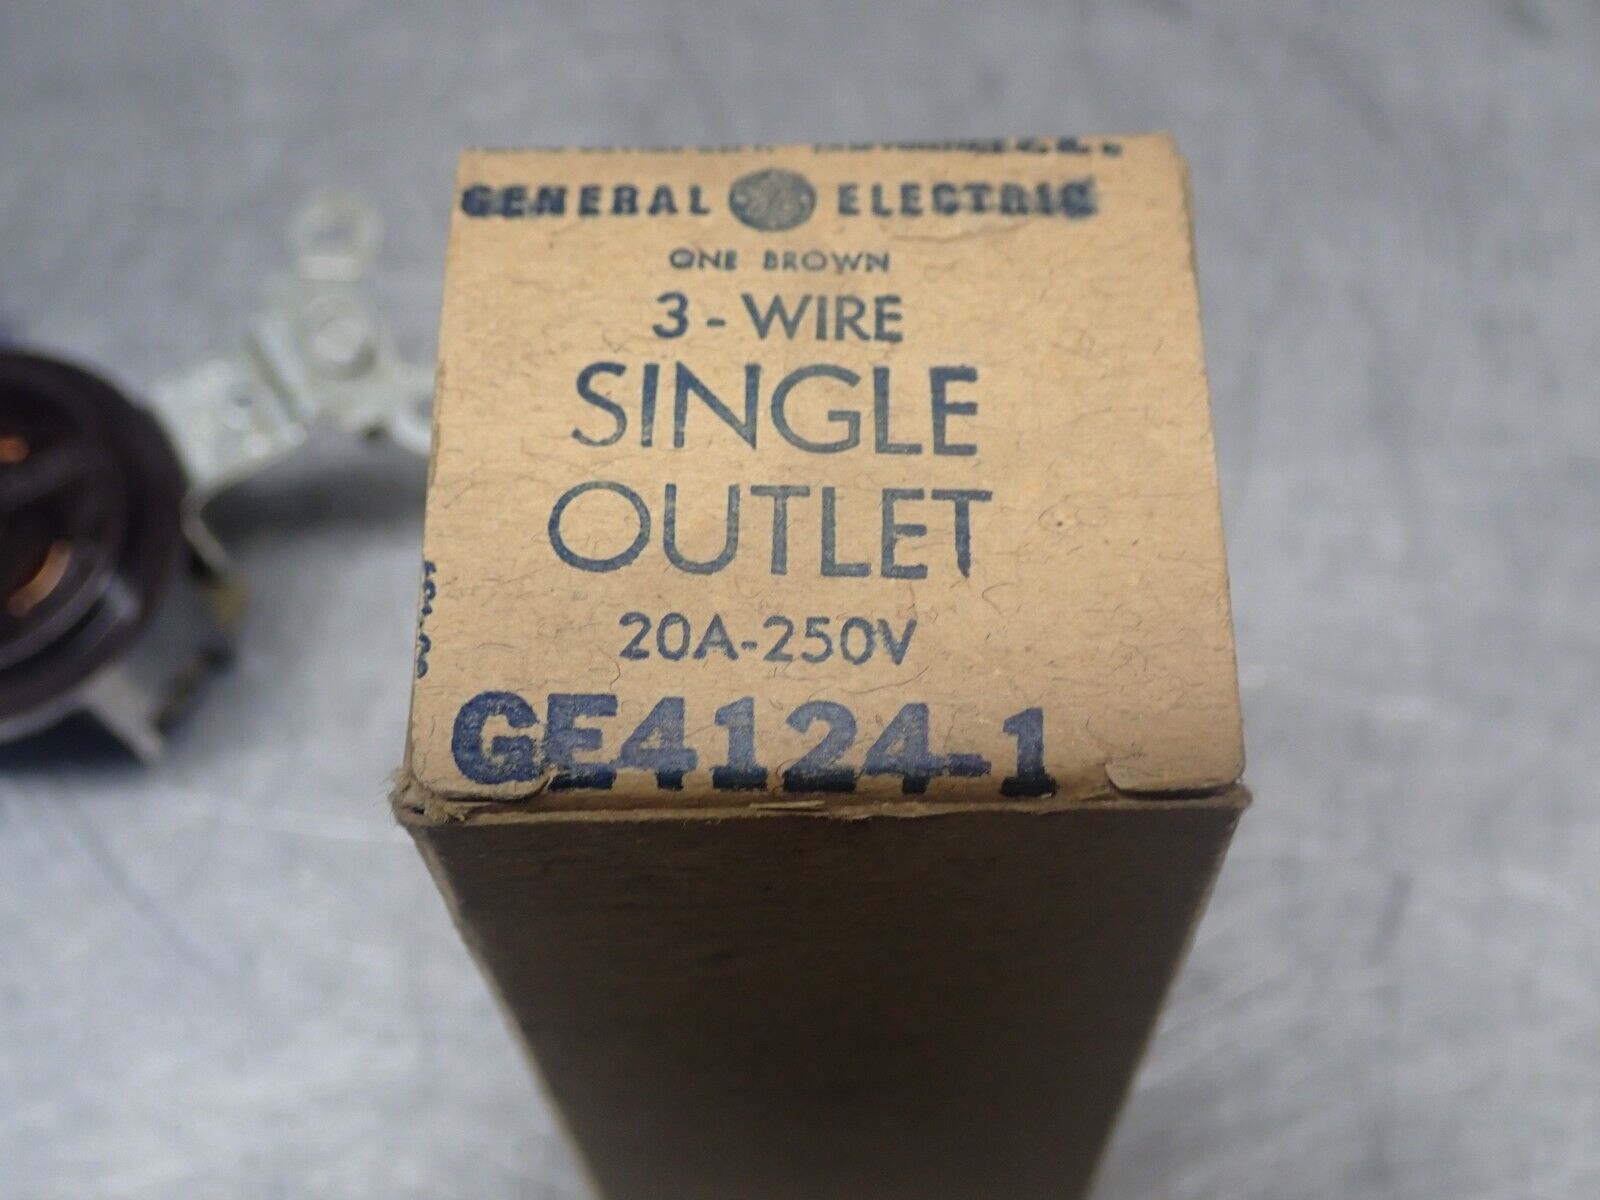 GENERAL ELECTRIC
ONE BROWN
3-WIRE
SINGLE
OUTLET
20A-250V
GE4124-1